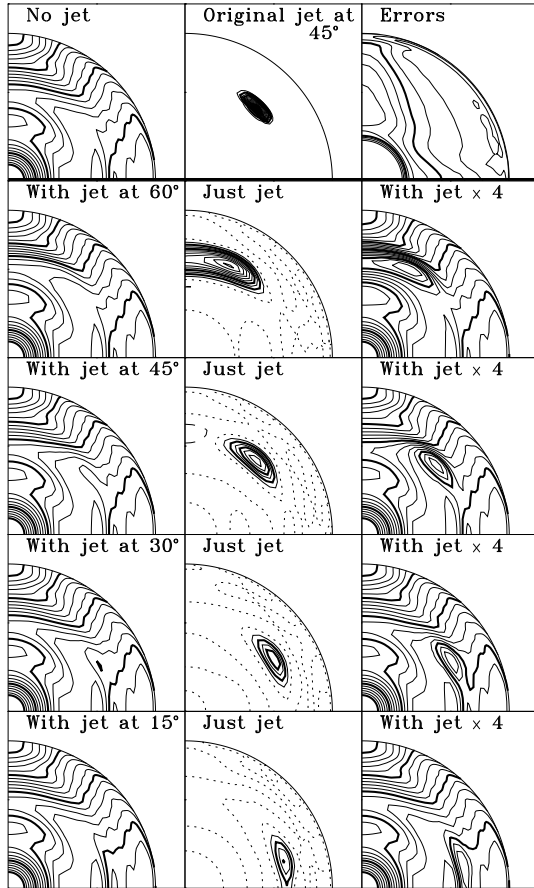 No jet
Original jet at
45°
Errors
With jet at 60°
Just jet
With jet × 4
With jet at 45°
Just jet
With jet × 4
With jet at 30°
Just jet
With jet × 4
With jet at 15°
Just jet
With jet × 4